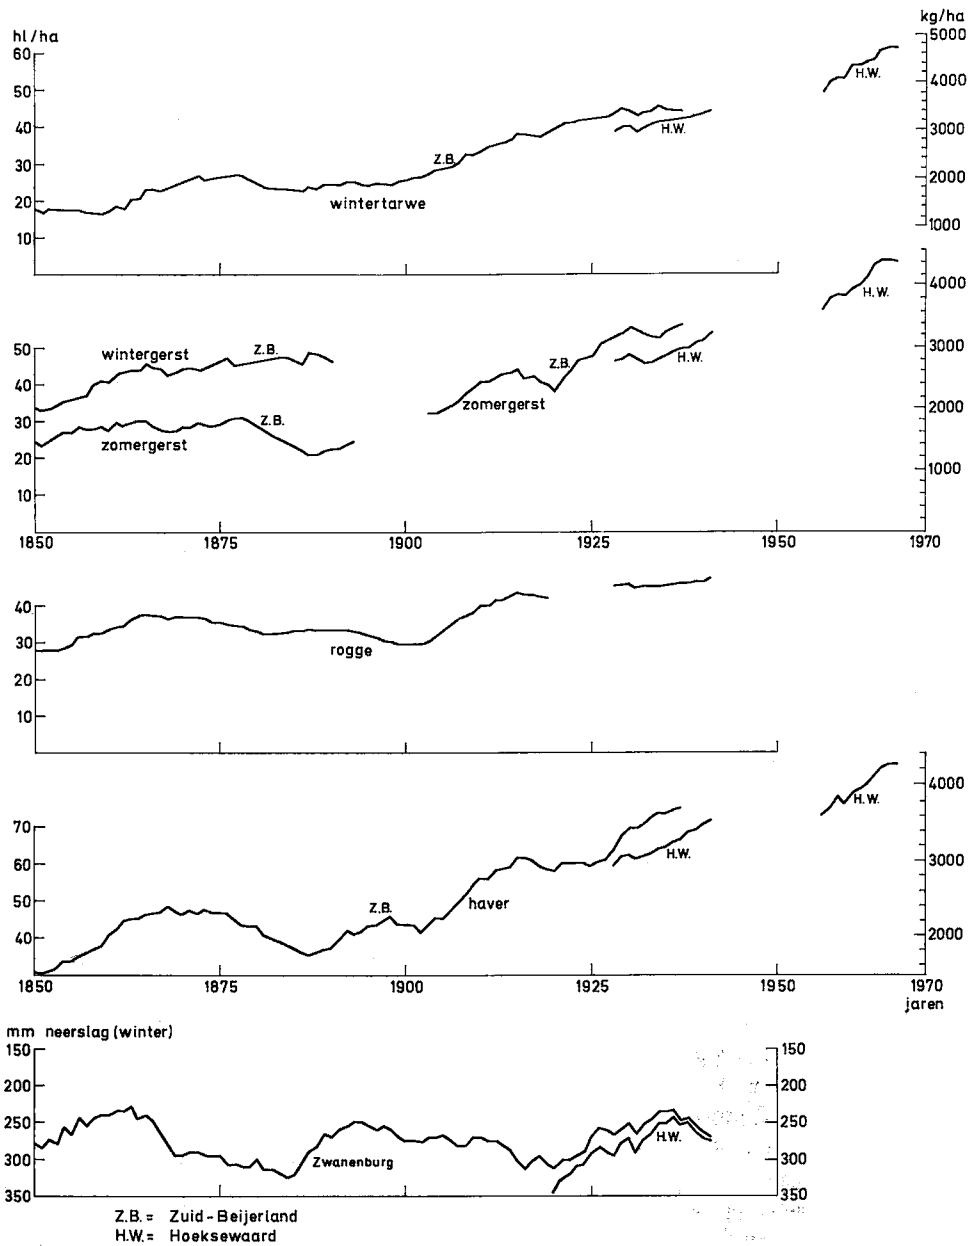 hl/ha kg/ha
60 5000
50 H.W. 4000
40 Z.B. H.W. 3000
30 2000
20 wintertarwe 1000
10
4000
H.W.
50 wintergerst Z.B. Z.B. H.W. 3000
40 zomergerst 2000
30 Z.B.
20 zomergerst 1000
10
1850 1875 1900 1925 1950 1970
40
30 rogge
20
10
4000
H.W.
70 H.W. 3000
60
50 Z.B. haver
40 2000
1850 1875 1900 1925 1950 1970
jaren
mm neerslag (winter)
150 150
200 200
250 H.W. 250
300 Zwanenburg 300
350 350
Z.B. = Zuid-Beijerland
H.W. = Hoeksewaard